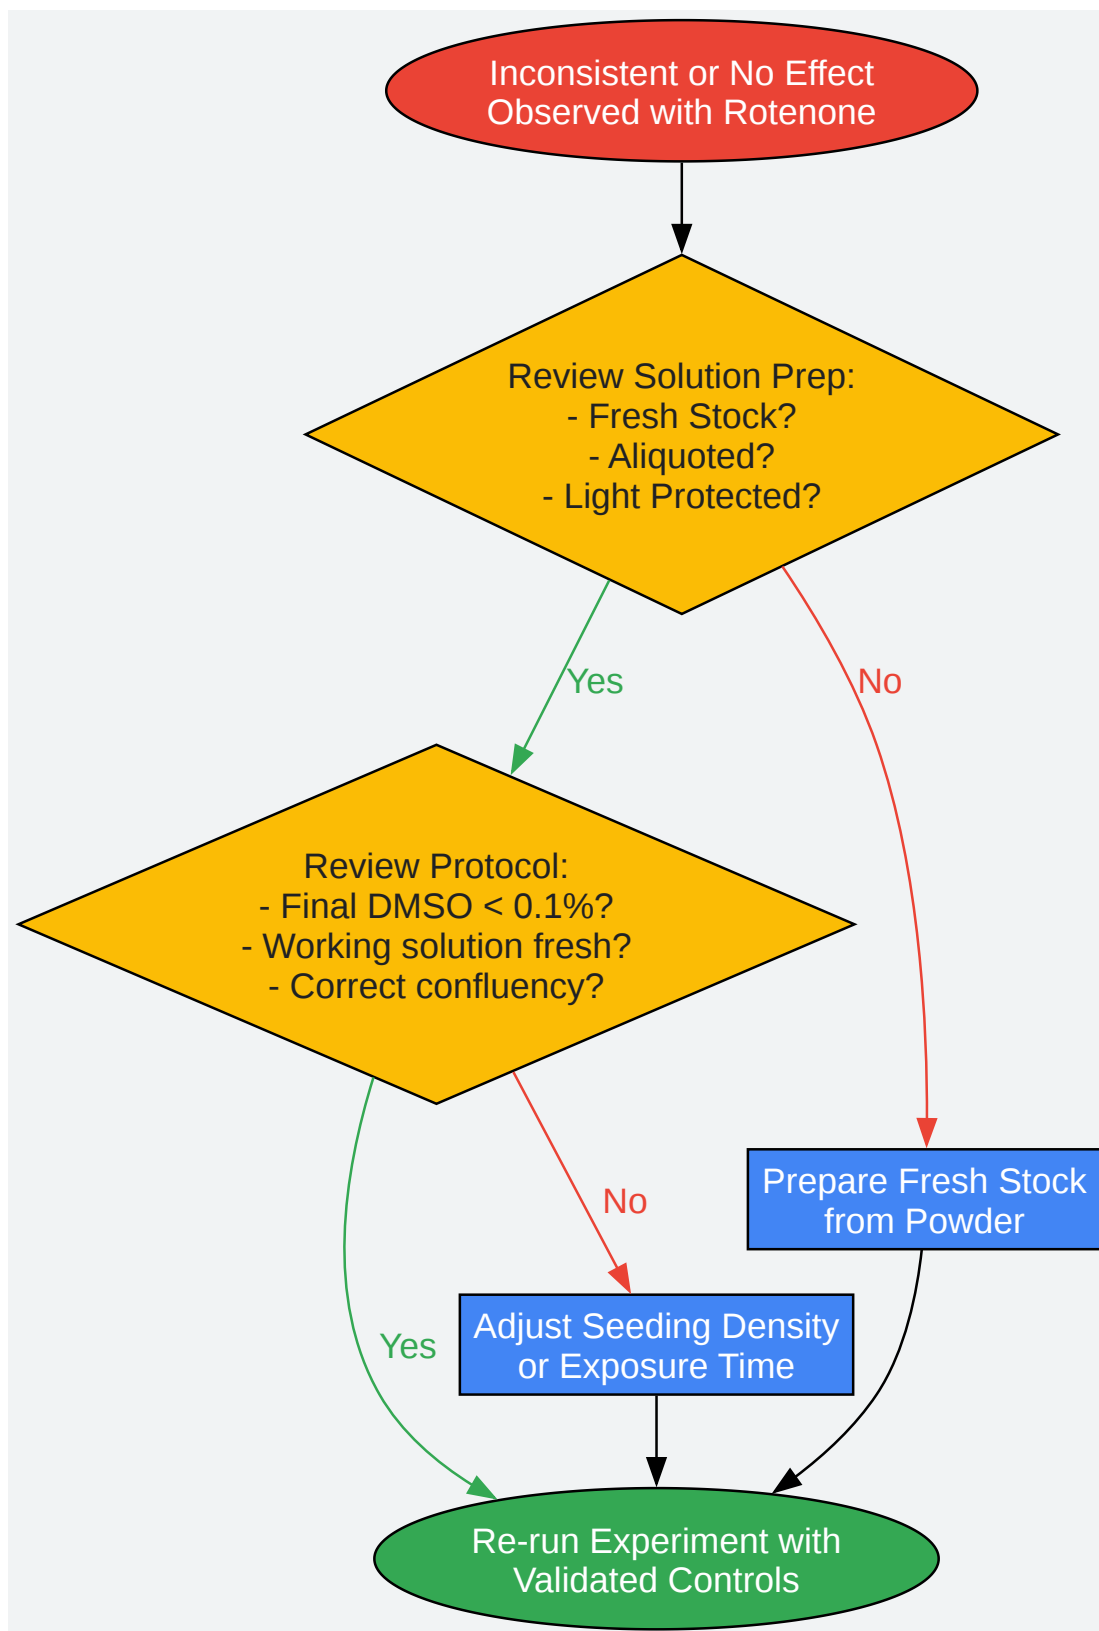 Inconsistent or No Effect
Observed with Rotenone
Review Solution Prep:
- Fresh Stock?
- Aliquoted?
- Light Protected?
Yes
No
Review Protocol:
- Final DMSO < 0.1%?
- Working solution fresh?
- Correct confluency?
Prepare Fresh Stock
from Powder
No
Adjust Seeding Density
or Exposure Time
Yes
Re-run Experiment with
Validated Controls